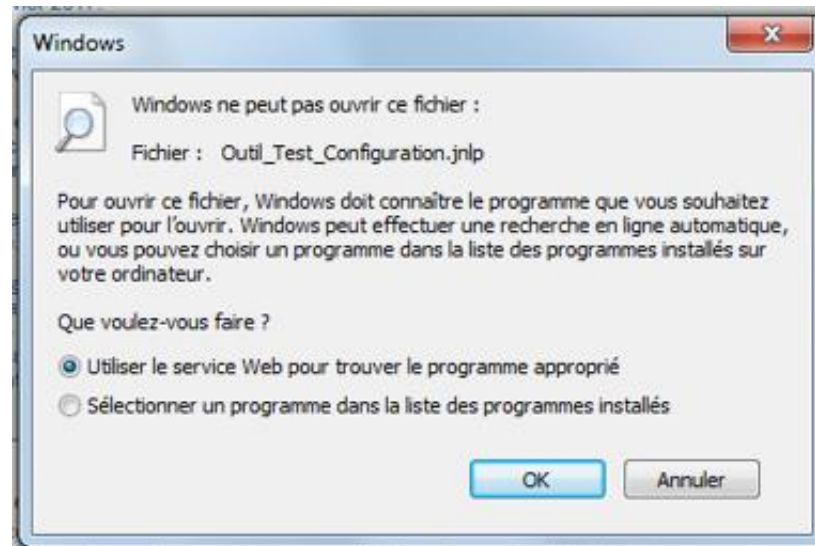 Windows
Windows ne peut pas ouvrir ce fichier :
Fichier : Outil_Test_Configuration.jnlp
Pour ouvrir ce fichier, Windows doit connaître le programme que vous souhaitez
utiliser pour l'ouvrir. Windows peut effectuer une recherche en ligne automatique,
ou vous pouvez choisir un programme dans la liste des programmes installés sur
votre ordinateur.
Que voulez-vous faire ?
Utiliser le service Web pour trouver le programme approprié
Sélectionner un programme dans la liste des programmes installés
OK
Annuler